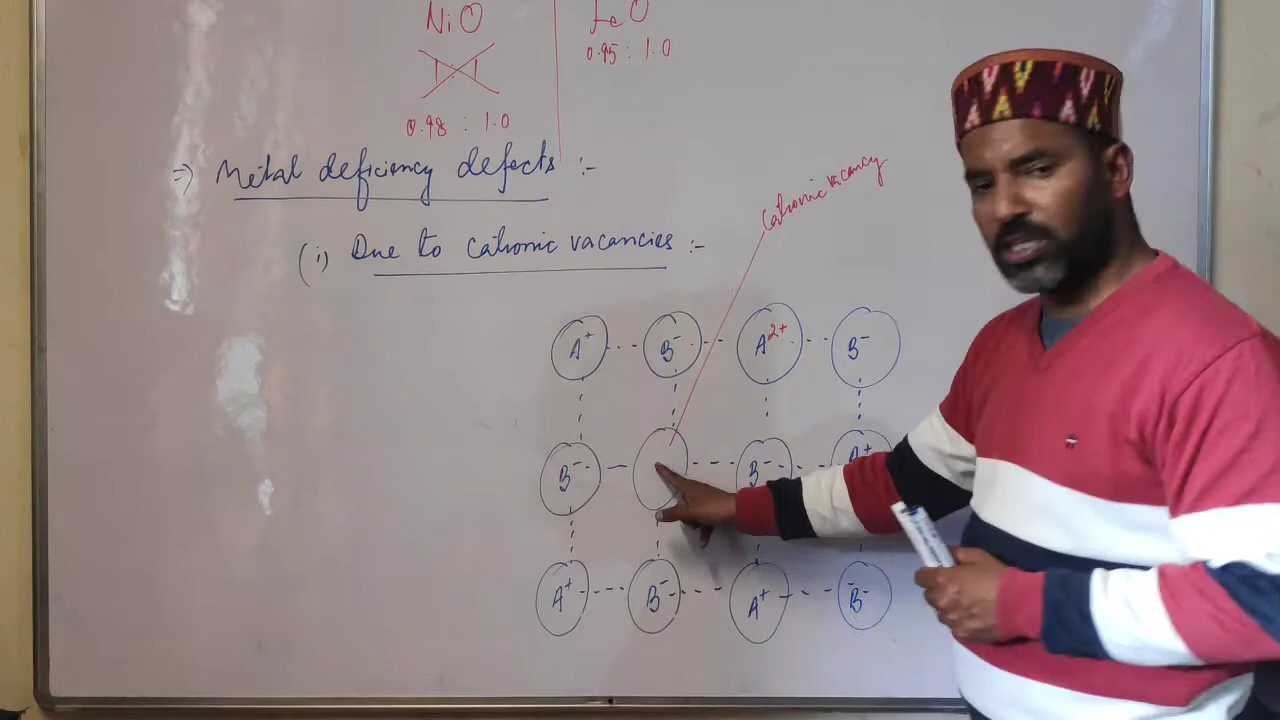 NiO
FeO
1:1
0.95 : 1.0
0.98 : 1.0
=) Metal deficiency defects :-
Cationic vacancy
(i) Due to cationic vacancies :-
A⁺ B⁻ A²⁺ B⁻
B⁻ B⁻ A⁺
A⁺ B⁻ A⁺ B⁻